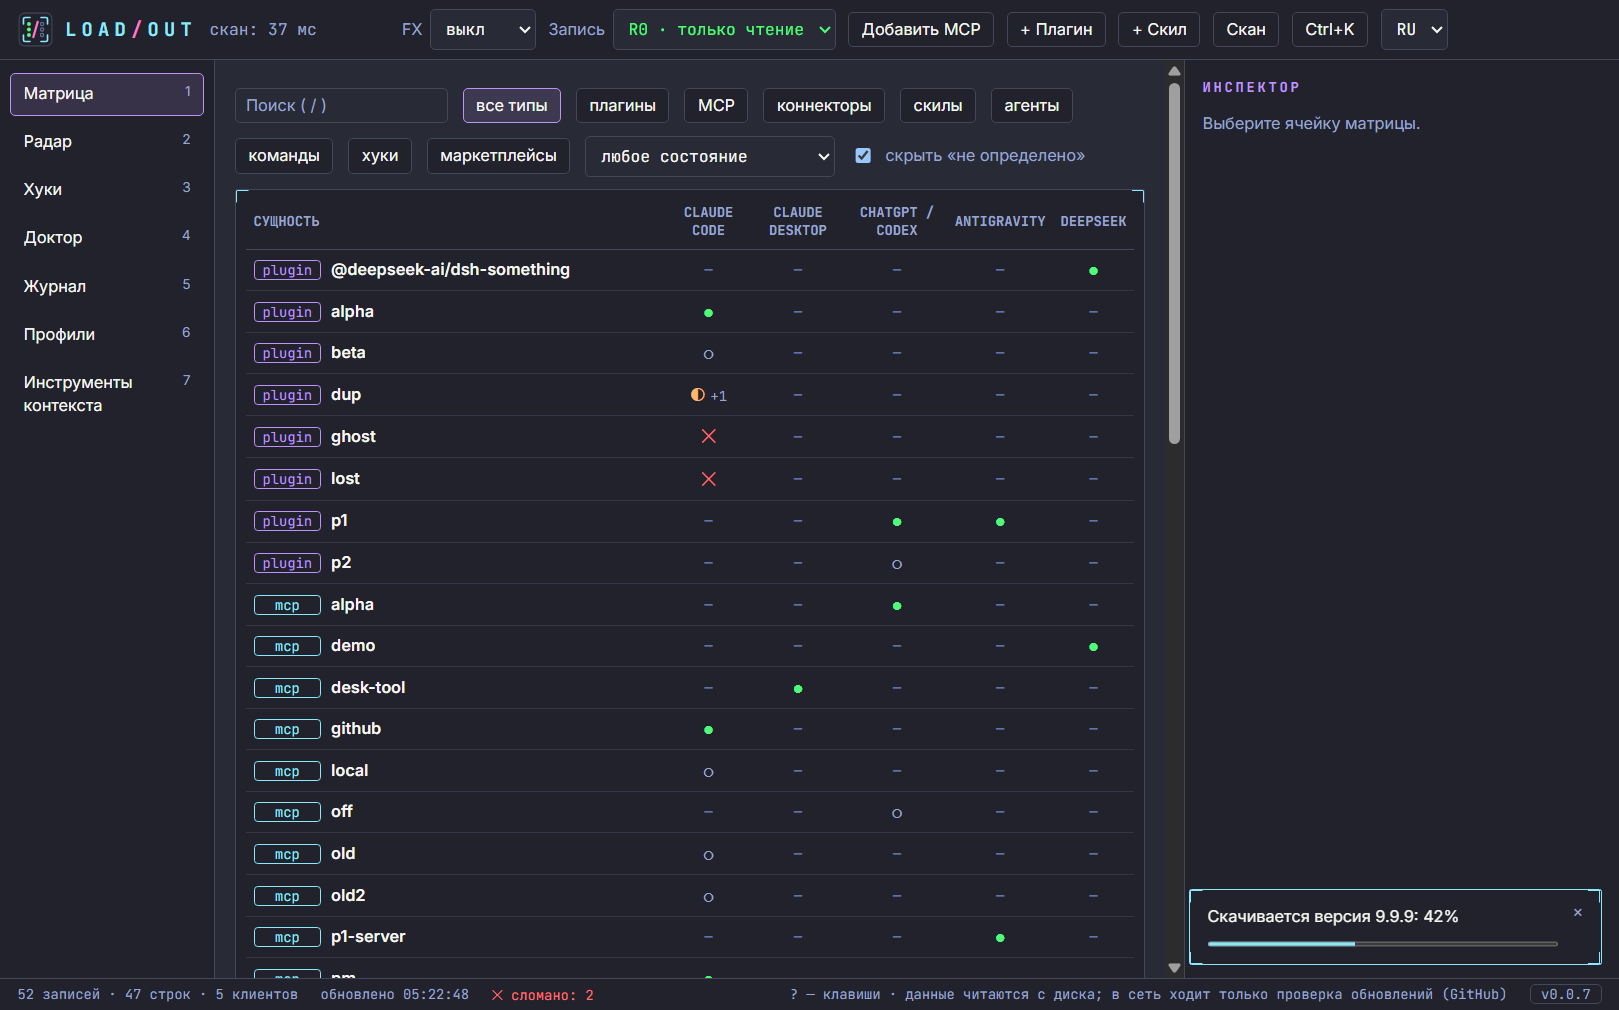 LOAD/OUT скан: 37 мс FX выкл Запись R0 · только чтение Добавить MCP + Плагин + Скил Скан Ctrl+K RU
Матрица 1
Радар 2
Хуки 3
Доктор 4
Журнал 5
Профили 6
Инструменты контекста 7
Поиск ( / ) все типы плагины MCP коннекторы скилы агенты
команды хуки маркетплейсы любое состояние скрыть «не определено»
СУЩНОСТЬ CLAUDE CODE CLAUDE DESKTOP CHATGPT / CODEX ANTIGRAVITY DEEPSEEK
plugin @deepseek-ai/dsh-something – – – – ●
plugin alpha ● – – – –
plugin beta ○ – – – –
plugin dup ◐ +1 – – – –
plugin ghost ✕ – – – –
plugin lost ✕ – – – –
plugin p1 – – ● ● –
plugin p2 – – ○ – –
mcp alpha – – ● – –
mcp demo – – – – ●
mcp desk-tool – ● – – –
mcp github ● – – – –
mcp local ○ – – – –
mcp off – – ○ – –
mcp old ○ – – – –
mcp old2 ○ – – – –
mcp p1-server – – – ● –
ИНСПЕКТОР
Выберите ячейку матрицы.
Скачивается версия 9.9.9: 42% ×
52 записей · 47 строк · 5 клиентов обновлено 05:22:48 ✕ сломано: 2 ? — клавиши · данные читаются с диска; в сеть ходит только проверка обновлений (GitHub) v0.0.7